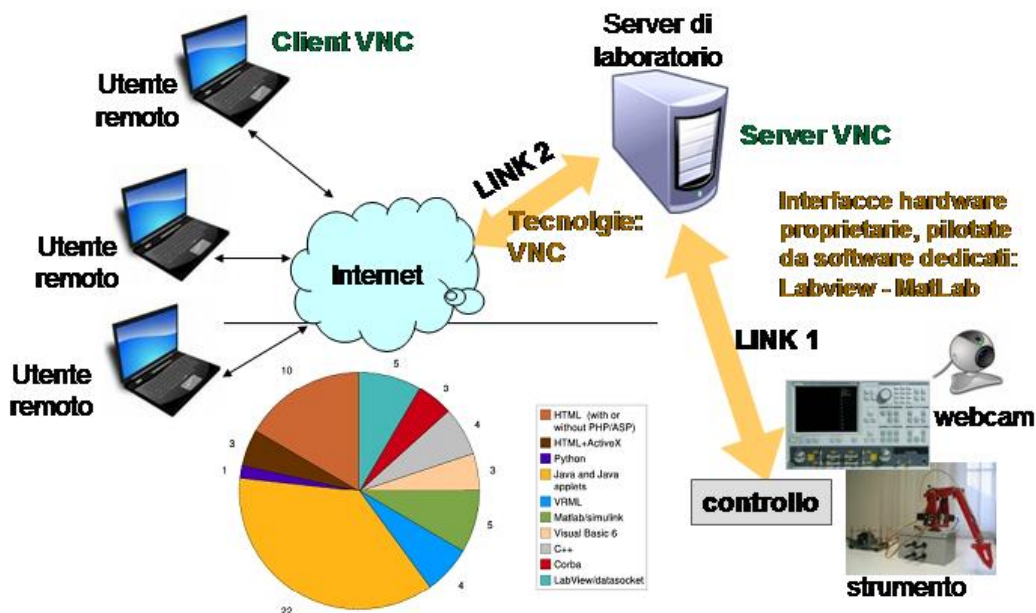 Client VNC
Utente
remoto
Server di
laboratorio
Server VNC
LINK 2
Tecnolgie:
VNC
Utente
remoto
Internet
Interfacce hardware
proprietarie, pilotate
da software dedicati:
Labview - MatLab
Utente
remoto
LINK 1
webcam
controllo
strumento
10
5
3
4
3
5
4
22
1
3
HTML (with or
without PHP/ASP)
HTML+ActiveX
Python
Java and Java
applets
VRML
Matlab/simulink
Visual Basic 6
C++
Corba
LabView/datasocket